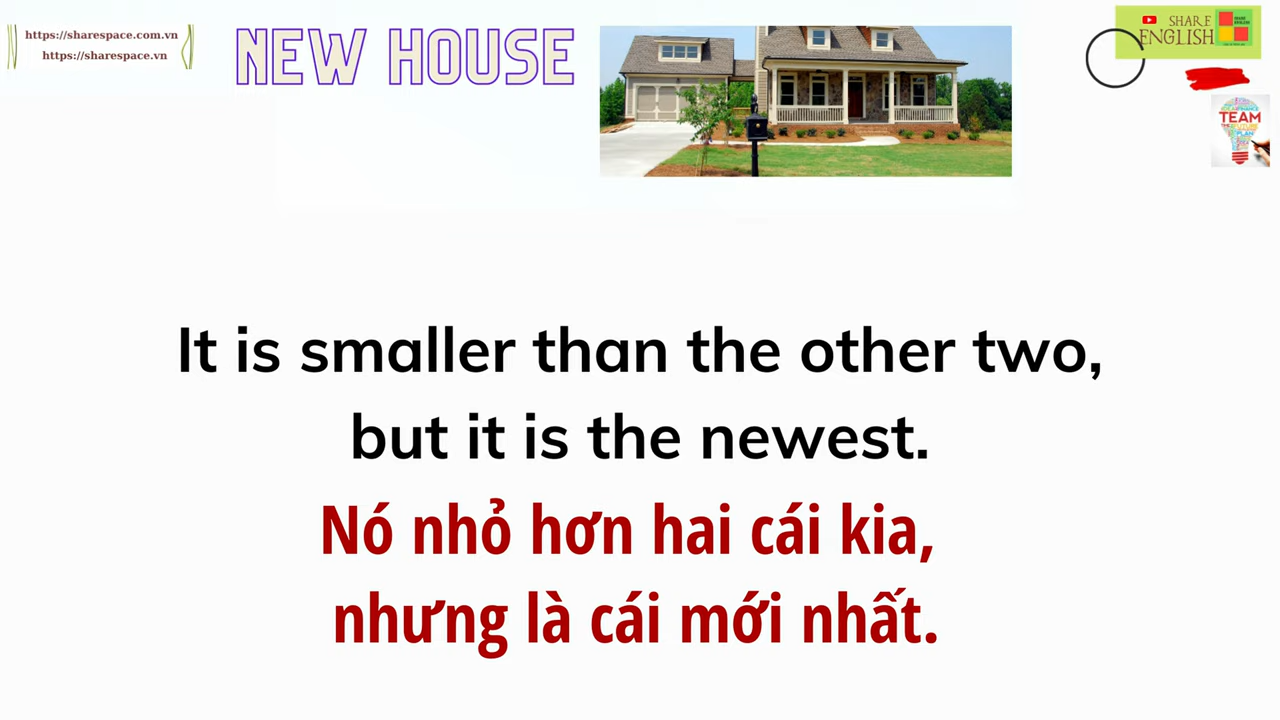 https://sharespace.com.vn
https://sharespace.vn
NEW HOUSE
SHARE
ENGLISH
TEAM
PLAN
It is smaller than the other two,
but it is the newest.
Nó nhỏ hơn hai cái kia,
nhưng là cái mới nhất.